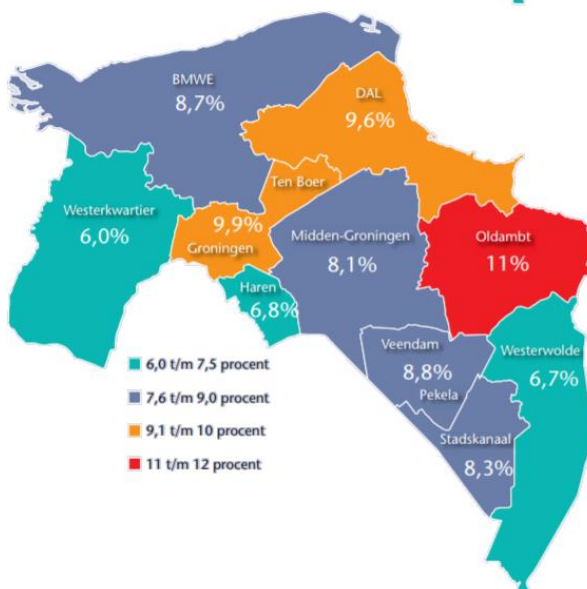 BMWE
8,7%
DAL
9,6%
Ten Boer
Westerkwartier
6,0%
9,9%
Groningen
Midden-Groningen
8,1%
Oldambt
11%
Haren
6,8%
Veendam
8,8%
Pekela
Westerwolde
6,7%
Stadskanaal
8,3%
6,0 t/m 7,5 procent
7,6 t/m 9,0 procent
9,1 t/m 10 procent
11 t/m 12 procent